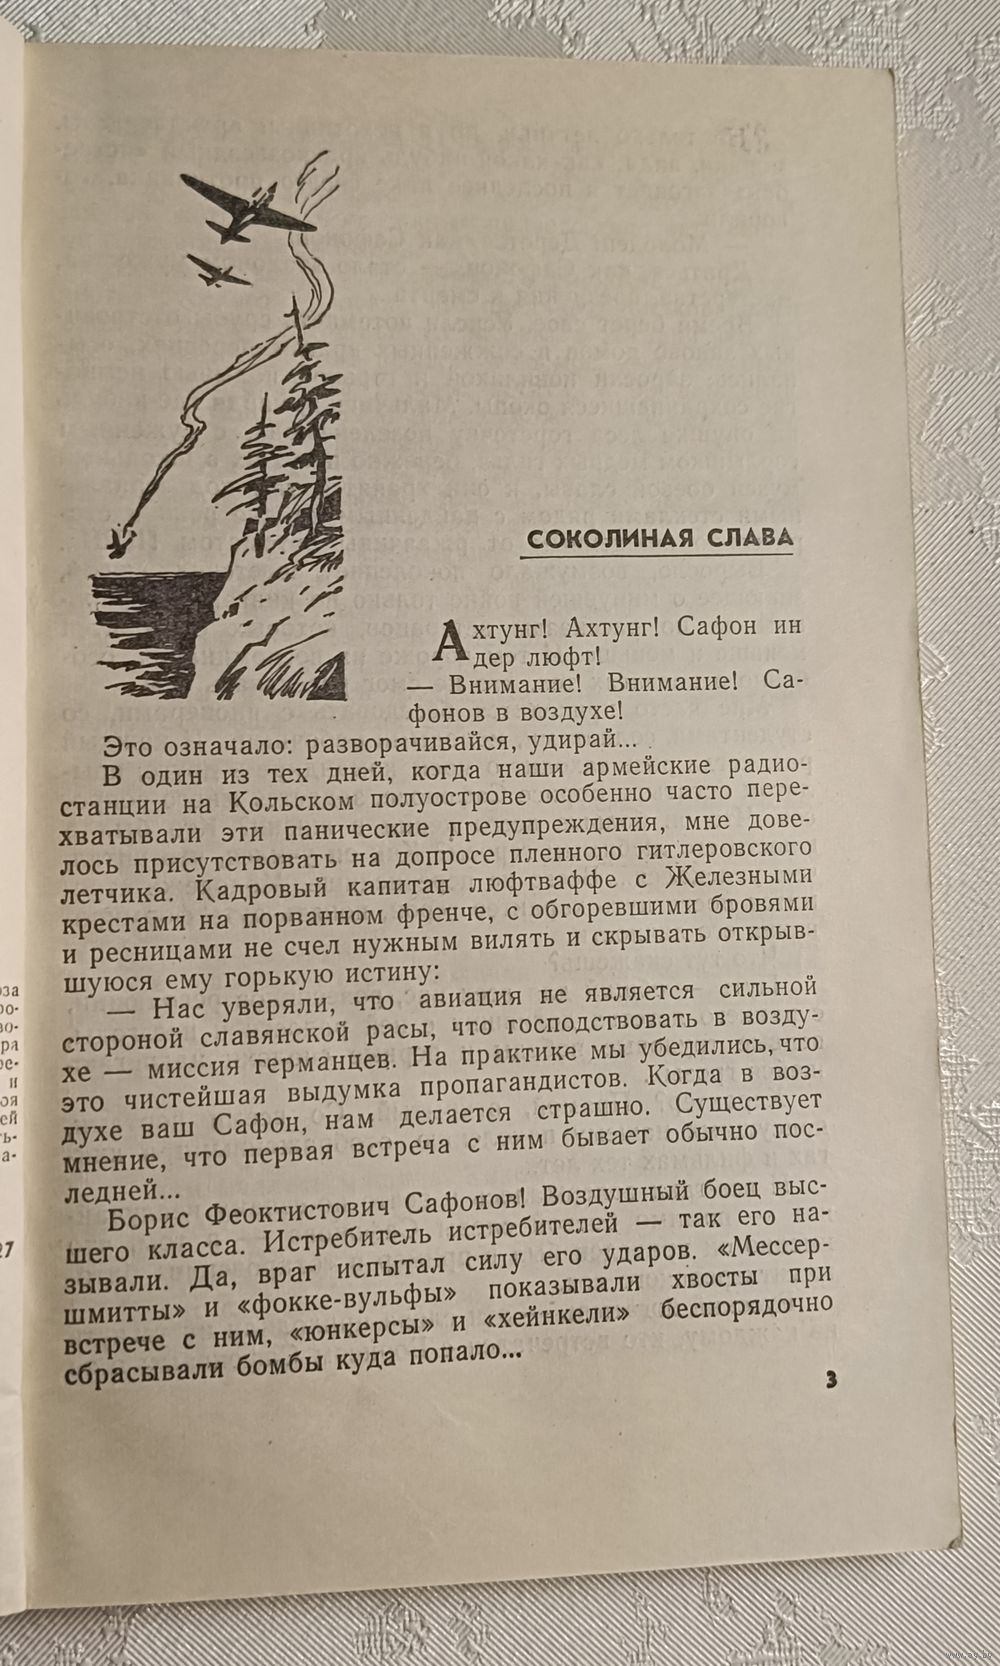 СОКОЛИНАЯ СЛАВА
Ахтунг! Ахтунг! Сафон ин
дер люфт!
— Внимание! Внимание! Са-
фонов в воздухе!
Это означало: разворачивайся, удирай...
В один из тех дней, когда наши армейские радио-
станции на Кольском полуострове особенно часто пере-
хватывали эти панические предупреждения, мне дове-
лось присутствовать на допросе пленного гитлеровского
летчика. Кадровый капитан люфтваффе с Железными
крестами на порванном френче, с обгоревшими бровями
и ресницами не счел нужным вилять и скрывать открыв-
шуюся ему горькую истину:
— Нас уверяли, что авиация не является сильной
стороной славянской расы, что господствовать в возду-
хе — миссия германцев. На практике мы убедились, что
это чистейшая выдумка пропагандистов. Когда в воз-
духе ваш Сафон, нам делается страшно. Существует
мнение, что первая встреча с ним бывает обычно пос-
ледней...
Борис Феоктистович Сафонов! Воздушный боец выс-
шего класса. Истребитель истребителей — так его на-
зывали. Да, враг испытал силу его ударов. «Мессер-
шмитты» и «фокке-вульфы» показывали хвосты при
встрече с ним, «юнкерсы» и «хейнкели» беспорядочно
сбрасывали бомбы куда попало...
3